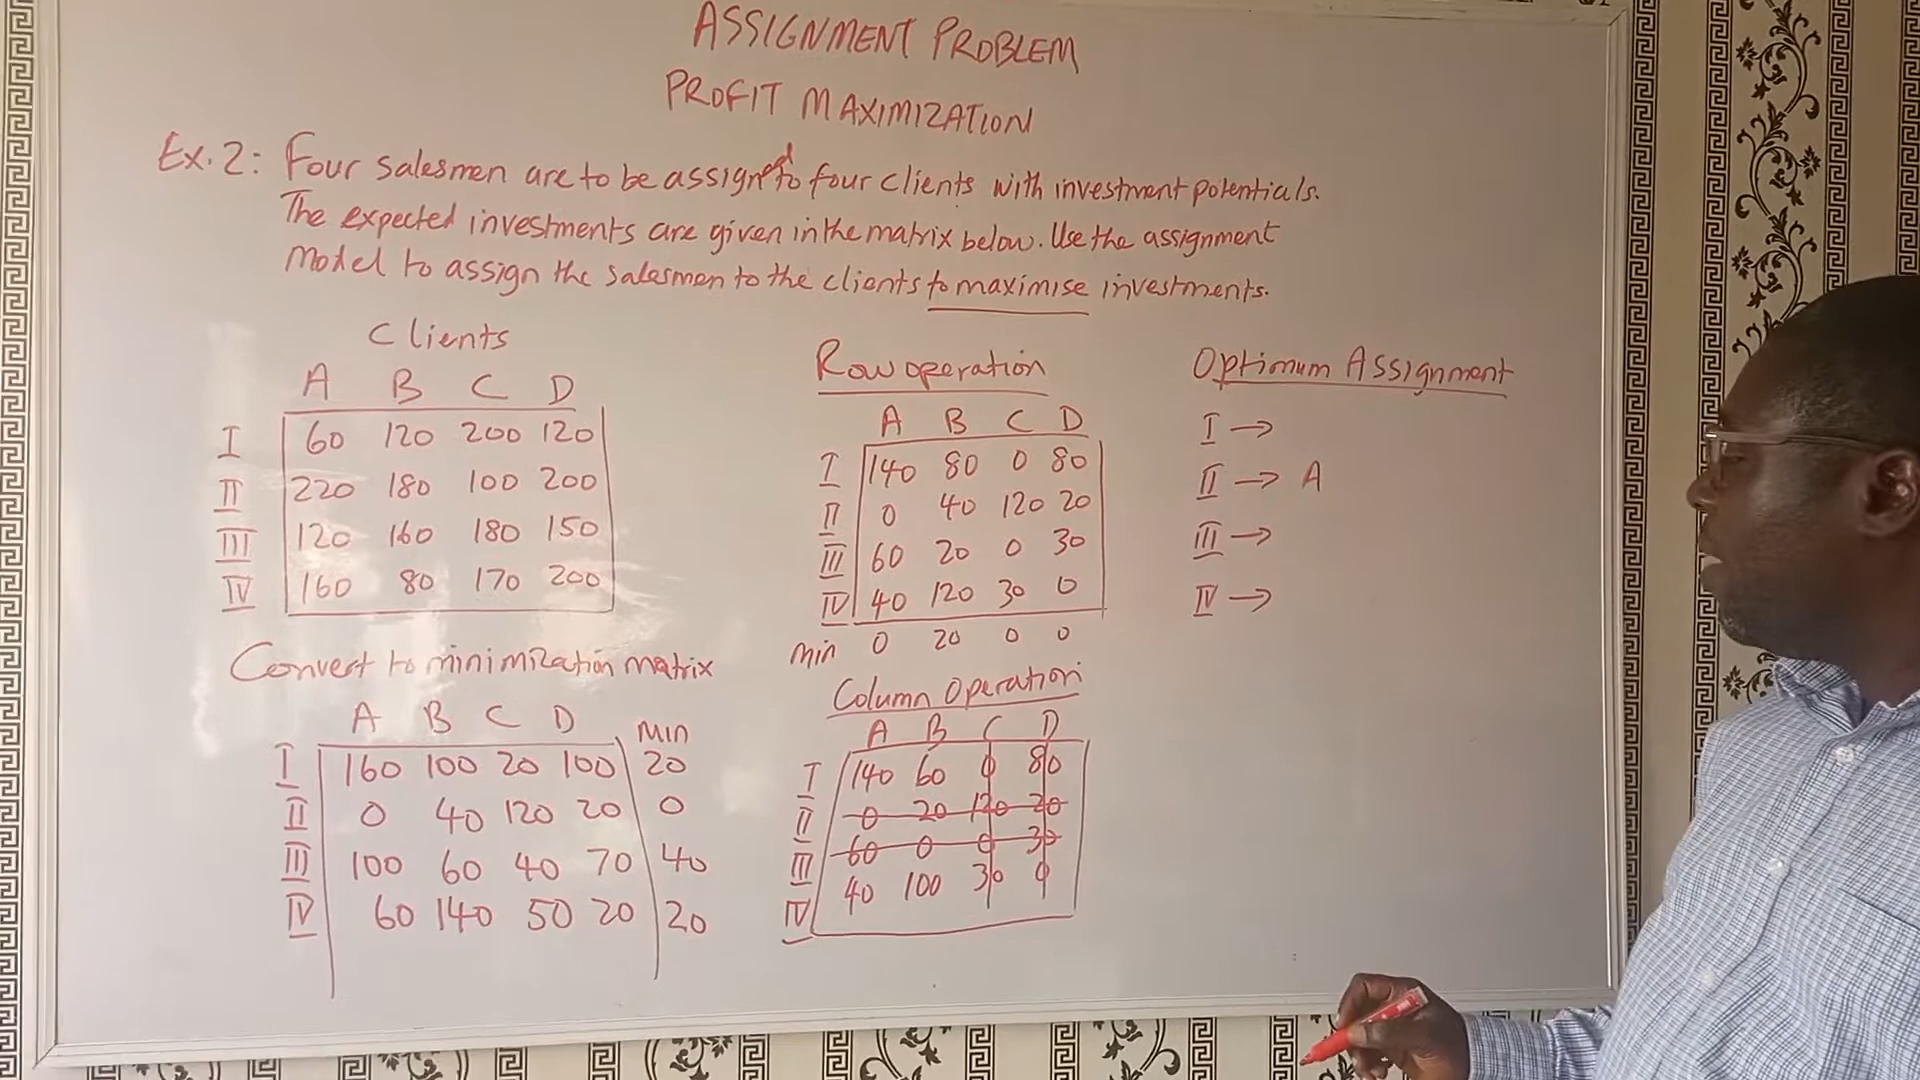 ASSIGNMENT PROBLEM
PROFIT MAXIMIZATION
Ex.2: Four salesmen are to be assigned to four clients with investment potentials.
The expected investments are given in the matrix below. Use the assignment
model to assign the salesmen to the clients to maximise investments.
Clients
A B C D
I 60 120 200 120
II 220 180 100 200
III 120 160 180 150
IV 160 80 170 200
Convert to minimization matrix
A B C D Min
I 160 100 20 100 20
II 0 40 120 20 0
III 100 60 40 70 40
IV 60 140 50 20 20
Row operation
A B C D
I 140 80 0 80
II 0 40 120 20
III 60 20 0 30
IV 40 120 30 0
min 0 20 0 0
Column Operation
A B C D
I 140 60 0 80
II 0 20 120 20
III 60 0 0 30
IV 40 100 30 0
Optimum Assignment
I →
II → A
III →
IV →